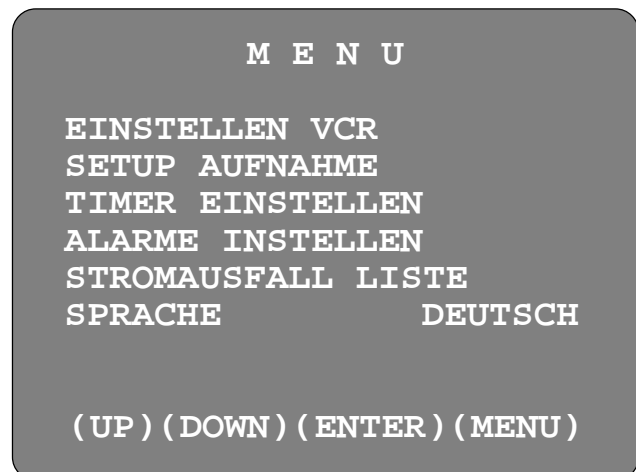 M E N U
EINSTELLEN VCR
SETUP AUFNAHME
TIMER EINSTELLEN
ALARME INSTELLEN
STROMAUSFALL LISTE
SPRACHE DEUTSCH
(UP)(DOWN)(ENTER)(MENU)